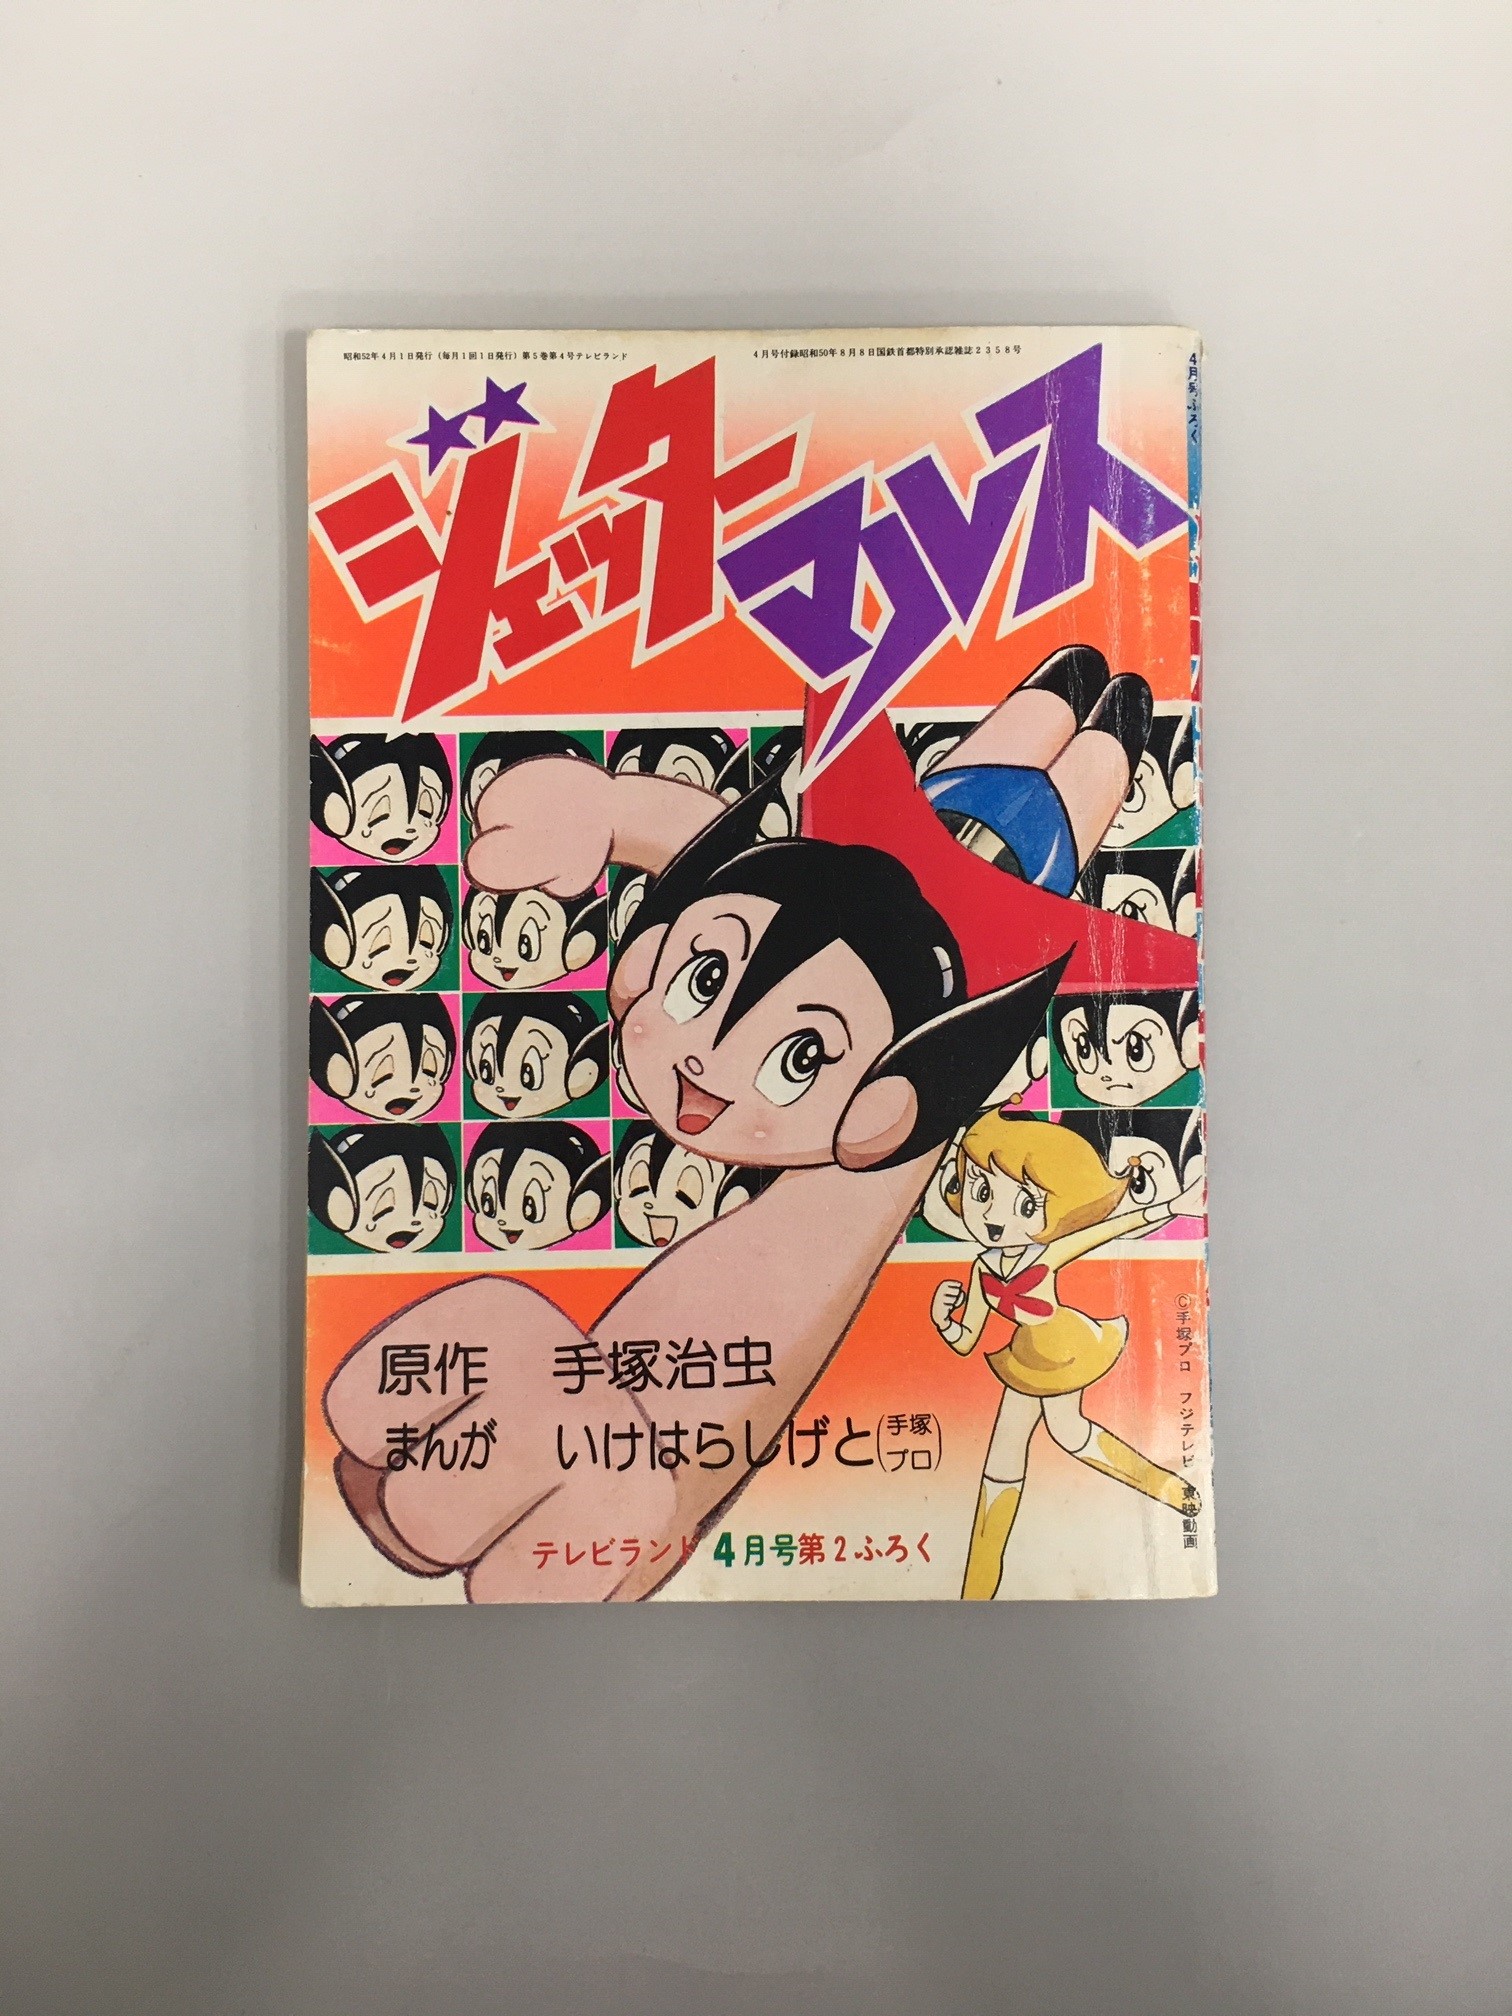 昭和52年4月1日発行(毎月1回1日発行)第5巻第4号テレビランド
4月号付録昭和50年8月8日国鉄首都特別承認雑誌2358号
4月号ふろく
ジェッター
マルス
原作 手塚治虫
まんが いけはらしげと(手塚プロ)
テレビランド 4月号第2ふろく
©手塚プロ フジテレビ 東映動画